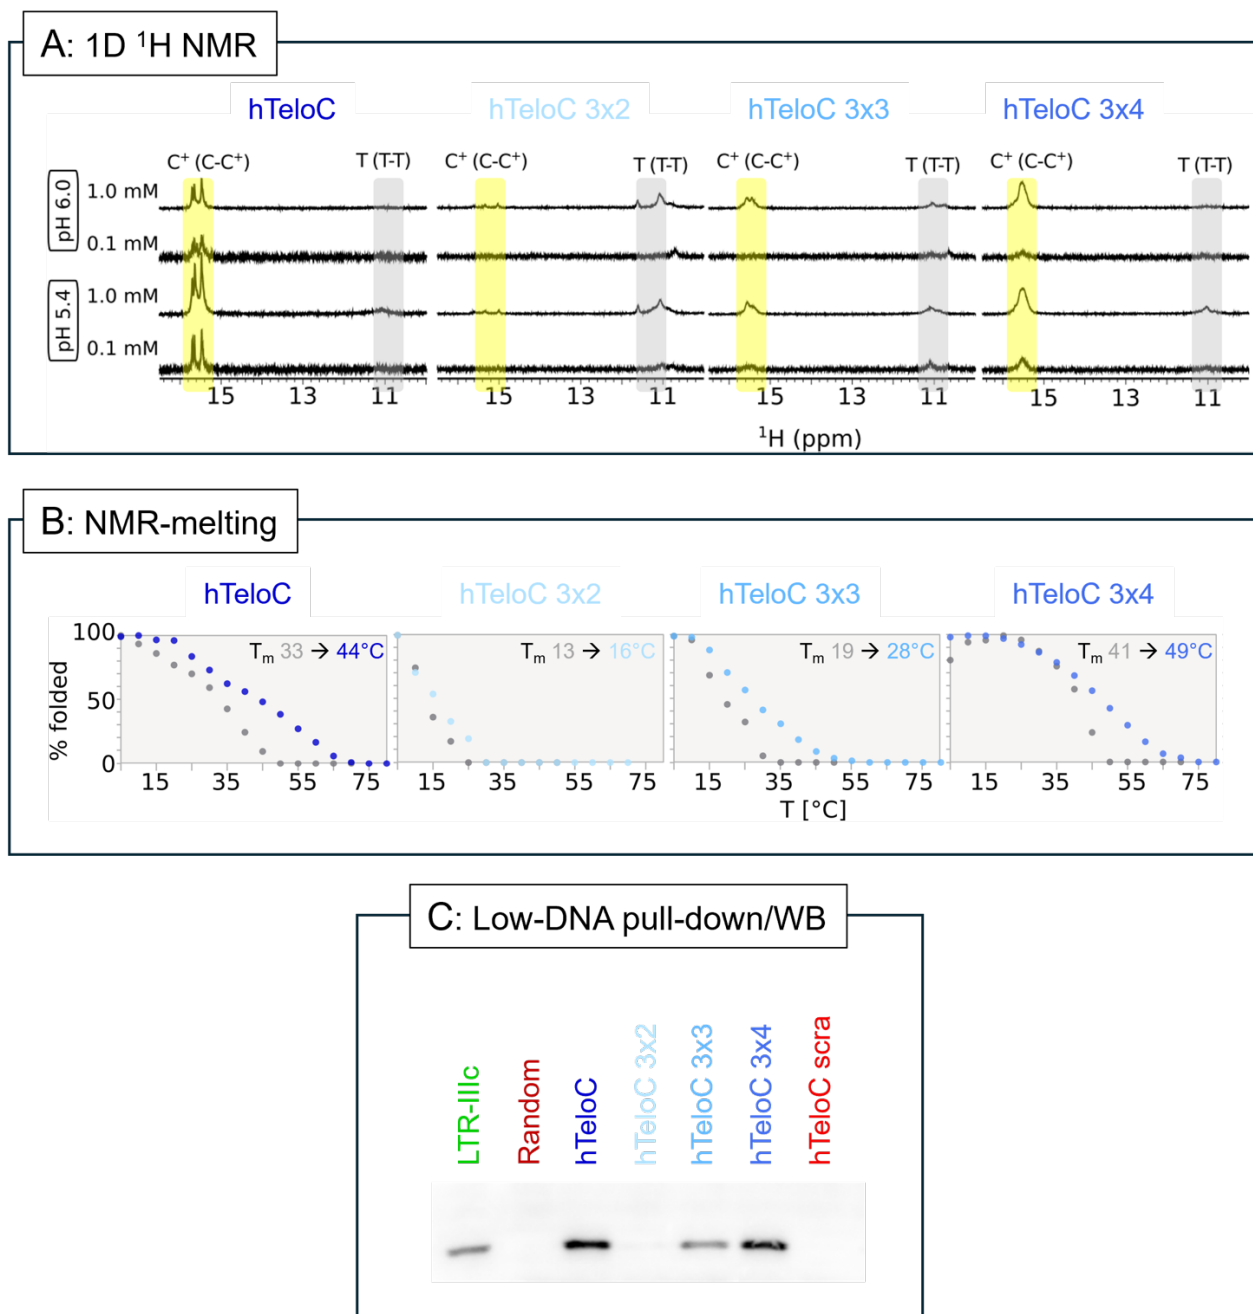 A: 1D ¹H NMR
hTeloC hTeloC 3x2 hTeloC 3x3 hTeloC 3x4
C⁺ (C-C⁺) T (T-T) C⁺ (C-C⁺) T (T-T) C⁺ (C-C⁺) T (T-T) C⁺ (C-C⁺) T (T-T)
pH 6.0
1.0 mM
0.1 mM
pH 5.4
1.0 mM
0.1 mM
15 13 11 15 13 11 15 13 11 15 13 11
¹H (ppm)
B: NMR-melting
hTeloC hTeloC 3x2 hTeloC 3x3 hTeloC 3x4
% folded
100
50
0
Tm 33 → 44°C Tm 13 → 16°C Tm 19 → 28°C Tm 41 → 49°C
15 35 55 75 15 35 55 75 15 35 55 75 15 35 55 75
T [°C]
C: Low-DNA pull-down/WB
LTR-IIIc
Random
hTeloC
hTeloC 3x2
hTeloC 3x3
hTeloC 3x4
hTeloC scra